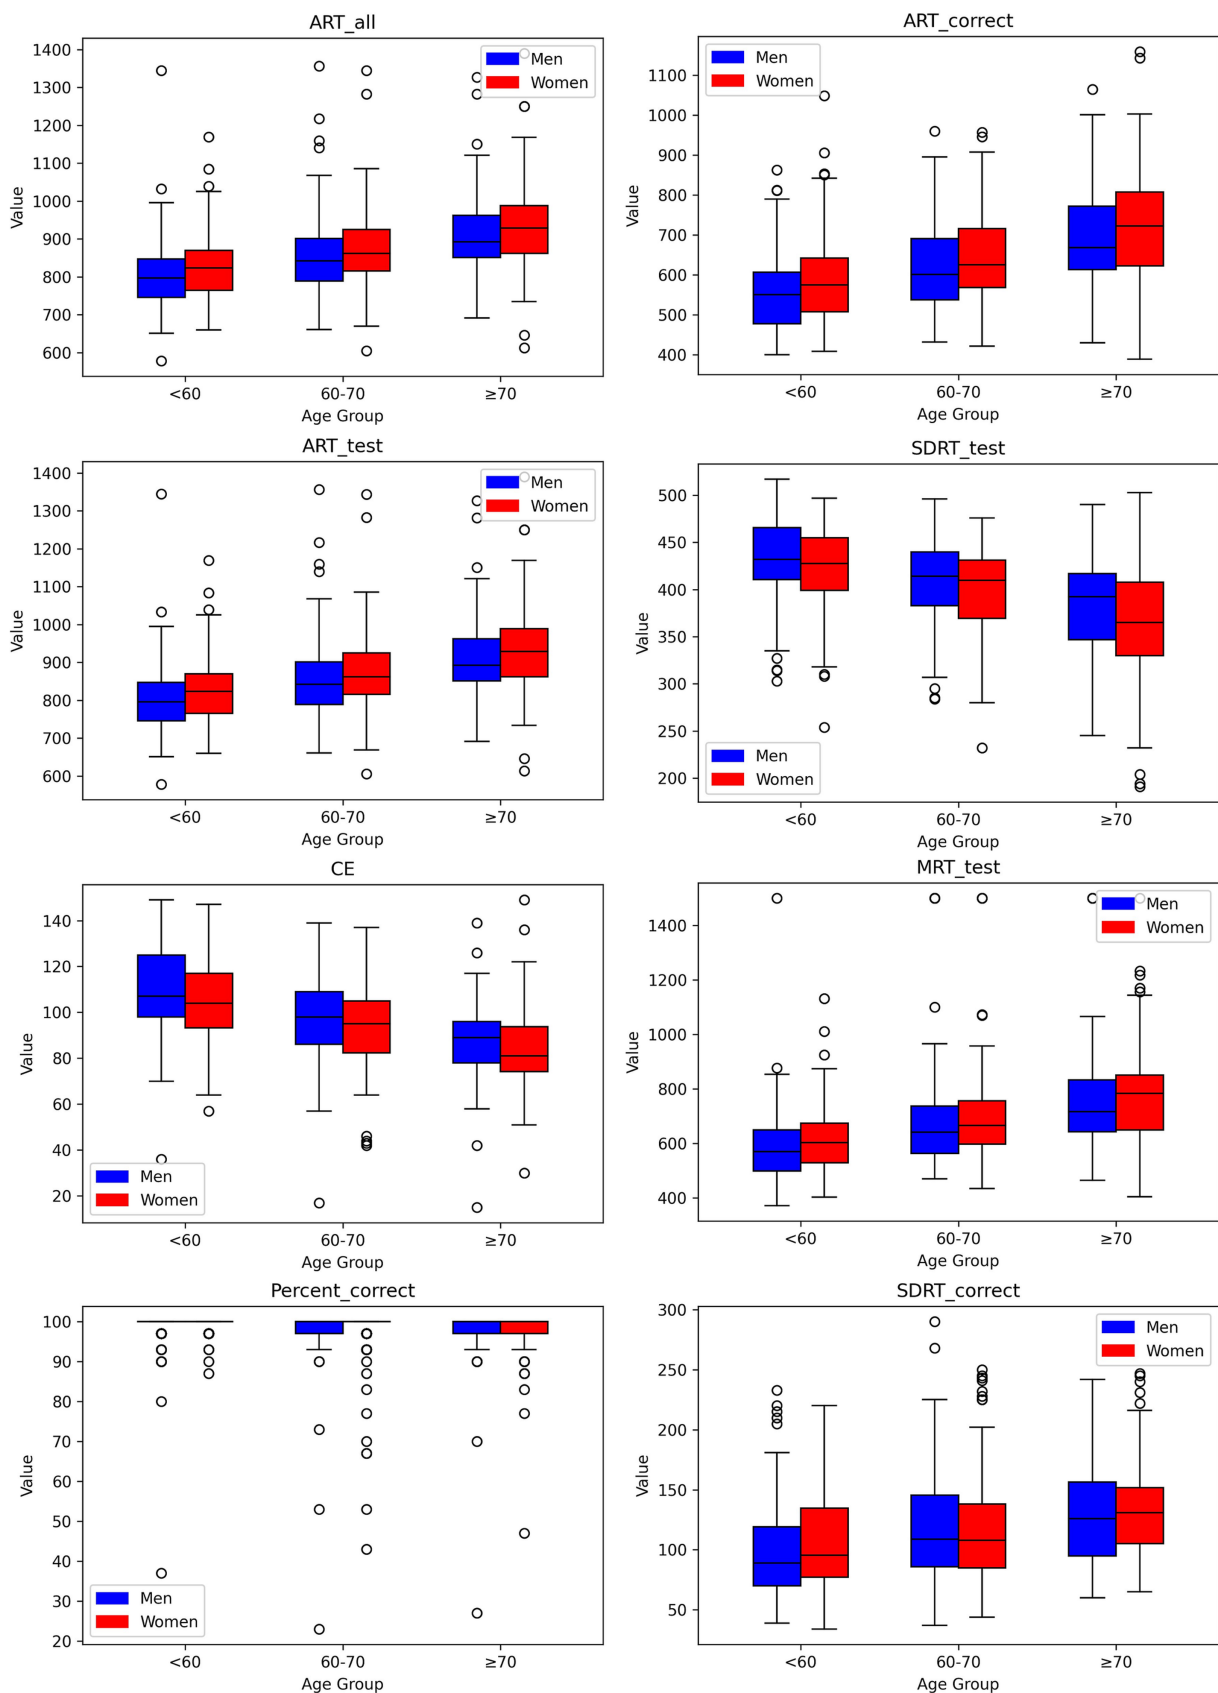 ART_all
1400
1300
1200
1100
1000
900
800
700
600
Value
Men
Women
<60
60-70
≥70
Age Group
ART_correct
1100
1000
900
800
700
600
500
400
Value
Men
Women
<60
60-70
≥70
Age Group
ART_test
1400
1300
1200
1100
1000
900
800
700
600
Value
Men
Women
<60
60-70
≥70
Age Group
SDRT_test
500
450
400
350
300
250
200
Value
Men
Women
<60
60-70
≥70
Age Group
CE
140
120
100
80
60
40
20
Value
Men
Women
<60
60-70
≥70
Age Group
MRT_test
1400
1200
1000
800
600
400
Value
Men
Women
<60
60-70
≥70
Age Group
Percent_correct
100
90
80
70
60
50
40
30
20
Value
Men
Women
<60
60-70
≥70
Age Group
SDRT_correct
300
250
200
150
100
50
Value
Men
Women
<60
60-70
≥70
Age Group